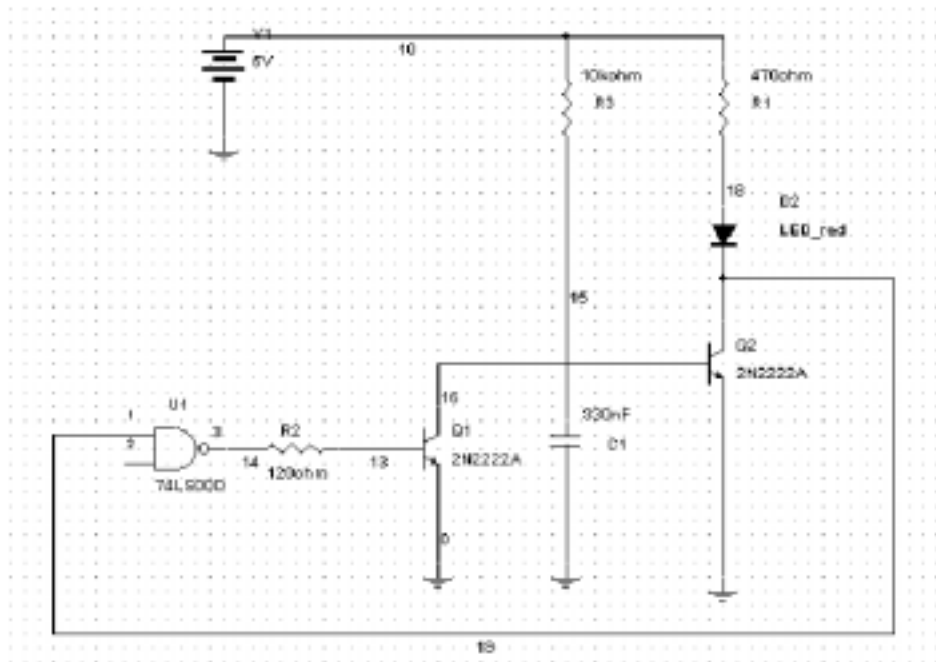 V1
10
5V
10kohm
R3
470ohm
R1
18
D2
LED_red
15
Q2
2N2222A
16
U1
1
2
3
R2
14
120ohm
13
Q1
2N2222A
330nF
C1
0
19